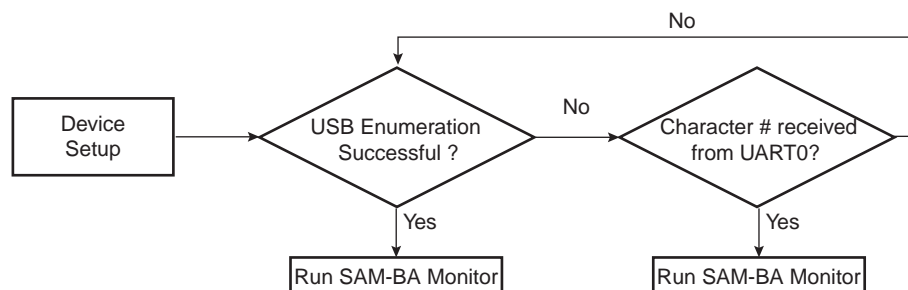 No
Device
Setup
USB Enumeration
Successful ?
No
Character # received
from UART0?
Yes
Yes
Run SAM-BA Monitor
Run SAM-BA Monitor